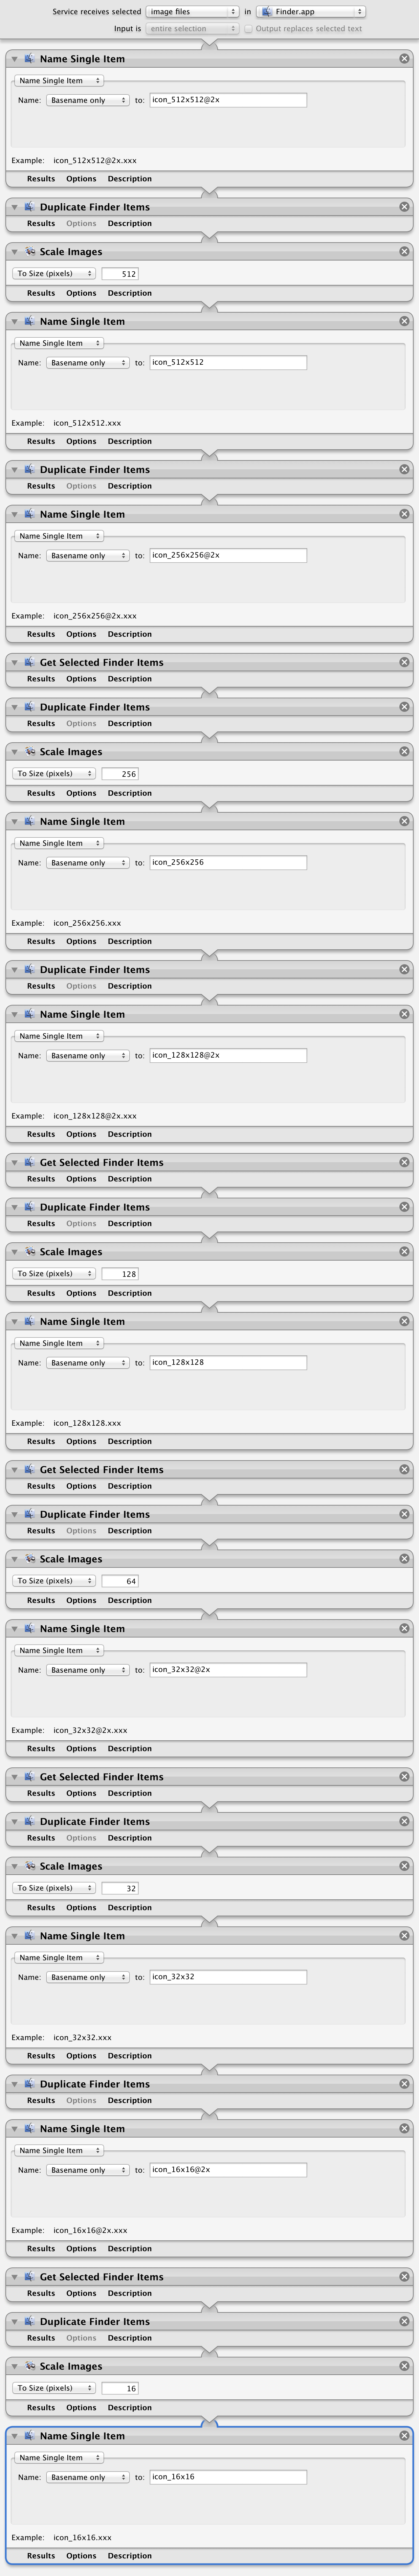 Service receives selected image files in Finder.app
Input is entire selection Output replaces selected text
Name Single Item
Name Single Item
Name: Basename only to: icon_512x512@2x
Example: icon_512x512@2x.xxx
Results Options Description
Duplicate Finder Items
Results Options Description
Scale Images
To Size (pixels) 512
Results Options Description
Name Single Item
Name Single Item
Name: Basename only to: icon_512x512
Example: icon_512x512.xxx
Results Options Description
Duplicate Finder Items
Results Options Description
Name Single Item
Name Single Item
Name: Basename only to: icon_256x256@2x
Example: icon_256x256@2x.xxx
Results Options Description
Get Selected Finder Items
Results Options Description
Duplicate Finder Items
Results Options Description
Scale Images
To Size (pixels) 256
Results Options Description
Name Single Item
Name Single Item
Name: Basename only to: icon_256x256
Example: icon_256x256.xxx
Results Options Description
Duplicate Finder Items
Results Options Description
Name Single Item
Name Single Item
Name: Basename only to: icon_128x128@2x
Example: icon_128x128@2x.xxx
Results Options Description
Get Selected Finder Items
Results Options Description
Duplicate Finder Items
Results Options Description
Scale Images
To Size (pixels) 128
Results Options Description
Name Single Item
Name Single Item
Name: Basename only to: icon_128x128
Example: icon_128x128.xxx
Results Options Description
Get Selected Finder Items
Results Options Description
Duplicate Finder Items
Results Options Description
Scale Images
To Size (pixels) 64
Results Options Description
Name Single Item
Name Single Item
Name: Basename only to: icon_32x32@2x
Example: icon_32x32@2x.xxx
Results Options Description
Get Selected Finder Items
Results Options Description
Duplicate Finder Items
Results Options Description
Scale Images
To Size (pixels) 32
Results Options Description
Name Single Item
Name Single Item
Name: Basename only to: icon_32x32
Example: icon_32x32.xxx
Results Options Description
Duplicate Finder Items
Results Options Description
Name Single Item
Name Single Item
Name: Basename only to: icon_16x16@2x
Example: icon_16x16@2x.xxx
Results Options Description
Get Selected Finder Items
Results Options Description
Duplicate Finder Items
Results Options Description
Scale Images
To Size (pixels) 16
Results Options Description
Name Single Item
Name Single Item
Name: Basename only to: icon_16x16
Example: icon_16x16.xxx
Results Options Description